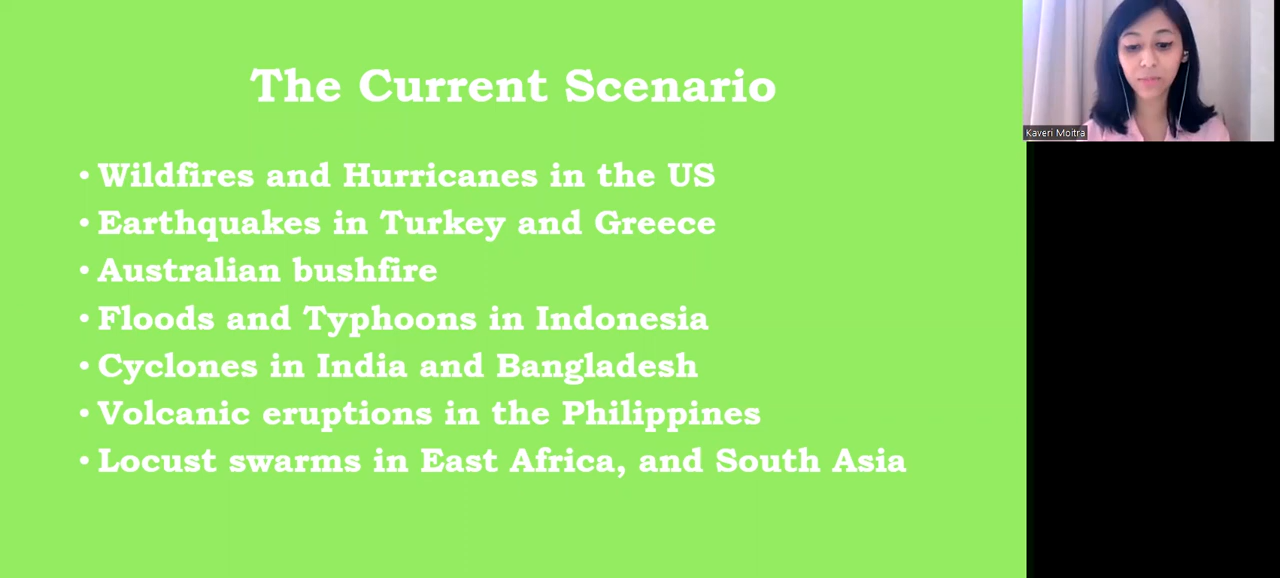 The Current Scenario
• Wildfires and Hurricanes in the US
• Earthquakes in Turkey and Greece
• Australian bushfire
• Floods and Typhoons in Indonesia
• Cyclones in India and Bangladesh
• Volcanic eruptions in the Philippines
• Locust swarms in East Africa, and South Asia
Kaveri Moitra